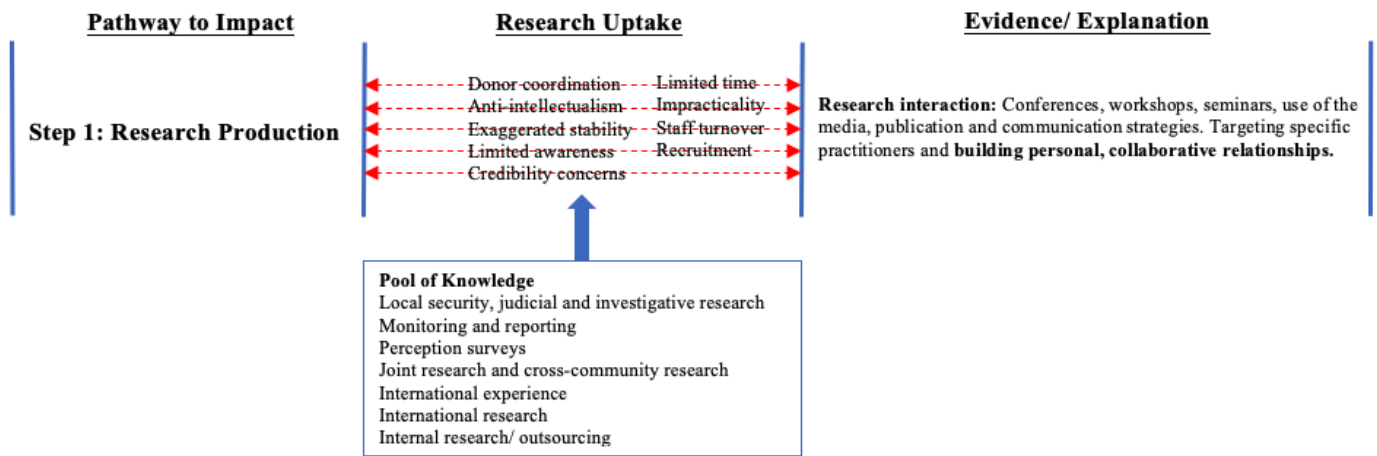 Pathway to Impact
Research Uptake
Evidence/ Explanation
Step 1: Research Production
Donor coordination
Limited time
Anti-intellectualism
Impracticality
Exaggerated stability
Staff turnover
Limited awareness
Recruitment
Credibility concerns
Research interaction: Conferences, workshops, seminars, use of the
media, publication and communication strategies. Targeting specific
practitioners and building personal, collaborative relationships.
Pool of Knowledge
Local security, judicial and investigative research
Monitoring and reporting
Perception surveys
Joint research and cross-community research
International experience
International research
Internal research/ outsourcing